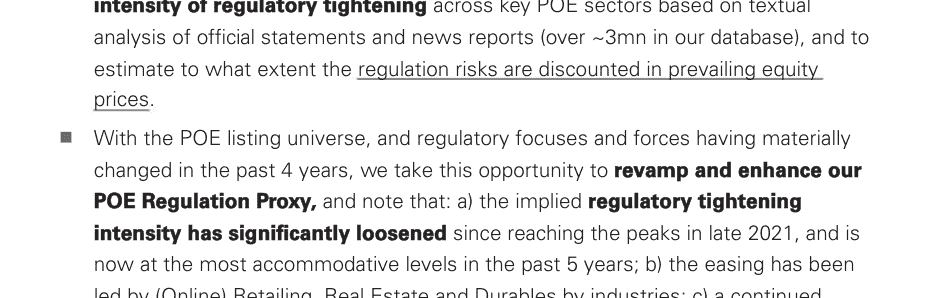 intensity of regulatory tightening across key POE sectors based on textual
analysis of official statements and news reports (over ~3mn in our database), and to
estimate to what extent the regulation risks are discounted in prevailing equity
prices.
■ With the POE listing universe, and regulatory focuses and forces having materially
changed in the past 4 years, we take this opportunity to revamp and enhance our
POE Regulation Proxy, and note that: a) the implied regulatory tightening
intensity has significantly loosened since reaching the peaks in late 2021, and is
now at the most accommodative levels in the past 5 years; b) the easing has been
led by (Online) Retailing, Real Estate and Durables by industries; c) a continued